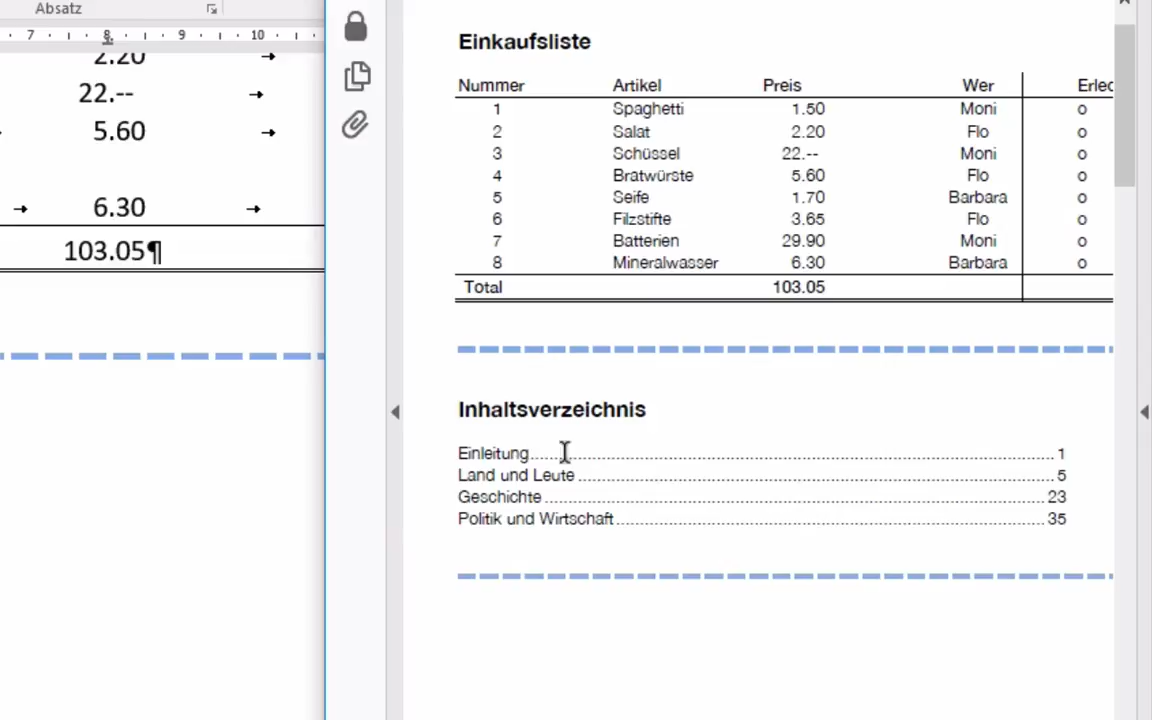 Absatz
7 8 9 10
2.20
22.--
5.60
6.30
103.05¶
Einkaufsliste
Nummer Artikel Preis Wer Erlec
1 Spaghetti 1.50 Moni o
2 Salat 2.20 Flo o
3 Schüssel 22.-- Moni o
4 Bratwürste 5.60 Flo o
5 Seife 1.70 Barbara o
6 Filzstifte 3.65 Flo o
7 Batterien 29.90 Moni o
8 Mineralwasser 6.30 Barbara o
Total 103.05
Inhaltsverzeichnis
Einleitung 1
Land und Leute 5
Geschichte 23
Politik und Wirtschaft 35